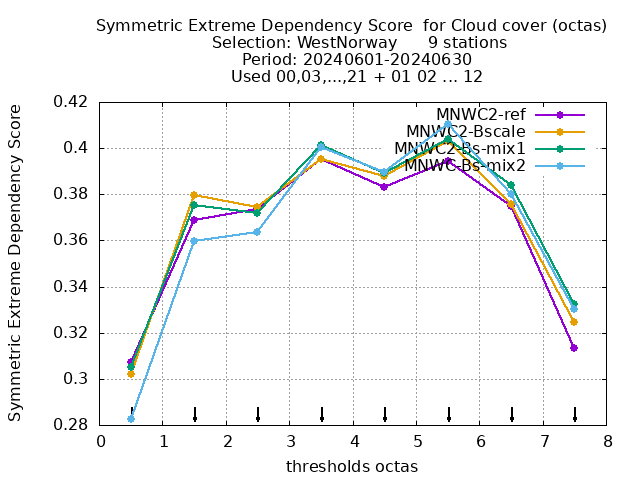 Symmetric Extreme Dependency Score  for Cloud cover (octas)
Selection: WestNorway      9 stations
Period: 20240601-20240630
Used 00,03,...,21 + 01 02 ... 12
Symmetric Extreme Dependency Score
0.42
0.4
0.38
0.36
0.34
0.32
0.3
0.28
MNWC2-ref
MNWC2-Bscale
MNWC2-Bs-mix1
MNWC-Bs-mix2
0 1 2 3 4 5 6 7 8
thresholds octas